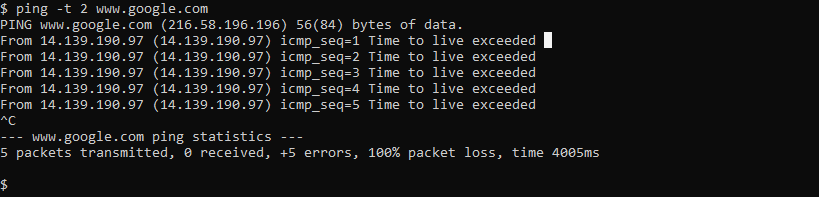 $ ping -t 2 www.google.com
PING www.google.com (216.58.196.196) 56(84) bytes of data.
From 14.139.190.97 (14.139.190.97) icmp_seq=1 Time to live exceeded
From 14.139.190.97 (14.139.190.97) icmp_seq=2 Time to live exceeded
From 14.139.190.97 (14.139.190.97) icmp_seq=3 Time to live exceeded
From 14.139.190.97 (14.139.190.97) icmp_seq=4 Time to live exceeded
From 14.139.190.97 (14.139.190.97) icmp_seq=5 Time to live exceeded
^C
--- www.google.com ping statistics ---
5 packets transmitted, 0 received, +5 errors, 100% packet loss, time 4005ms
$